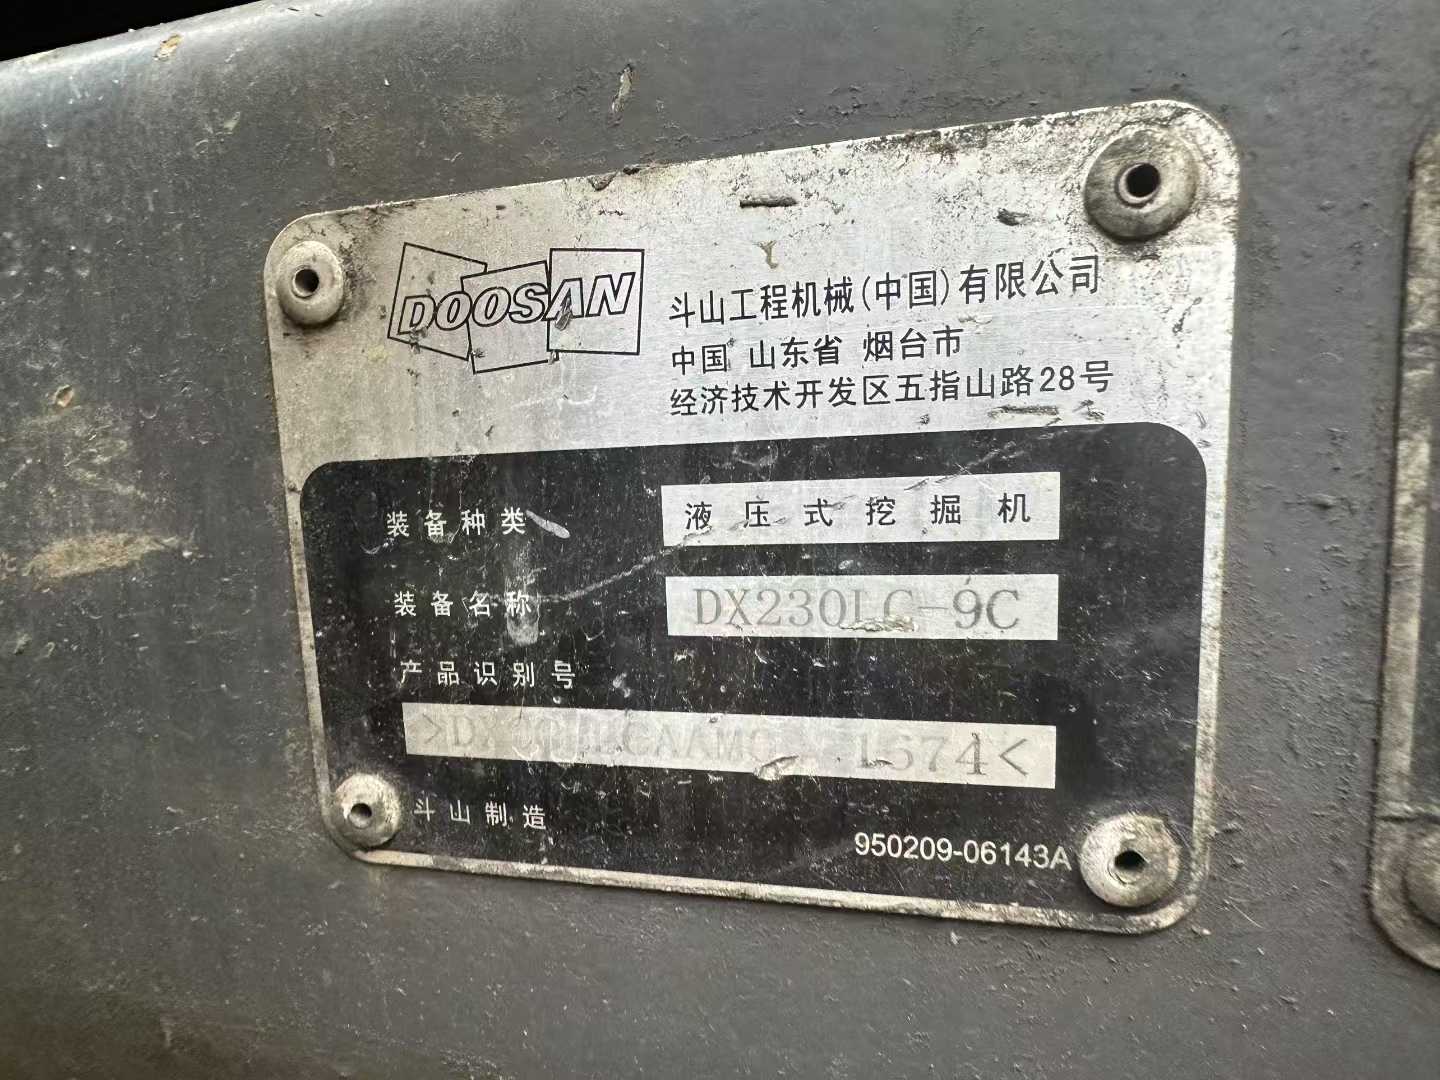 DOOSAN
斗山工程机械(中国)有限公司
中国 山东省 烟台市
经济技术开发区五指山路28号
装备种类 液压式挖掘机
装备名称 DX230LC-9C
产品识别号
斗山制造
950209-06143A